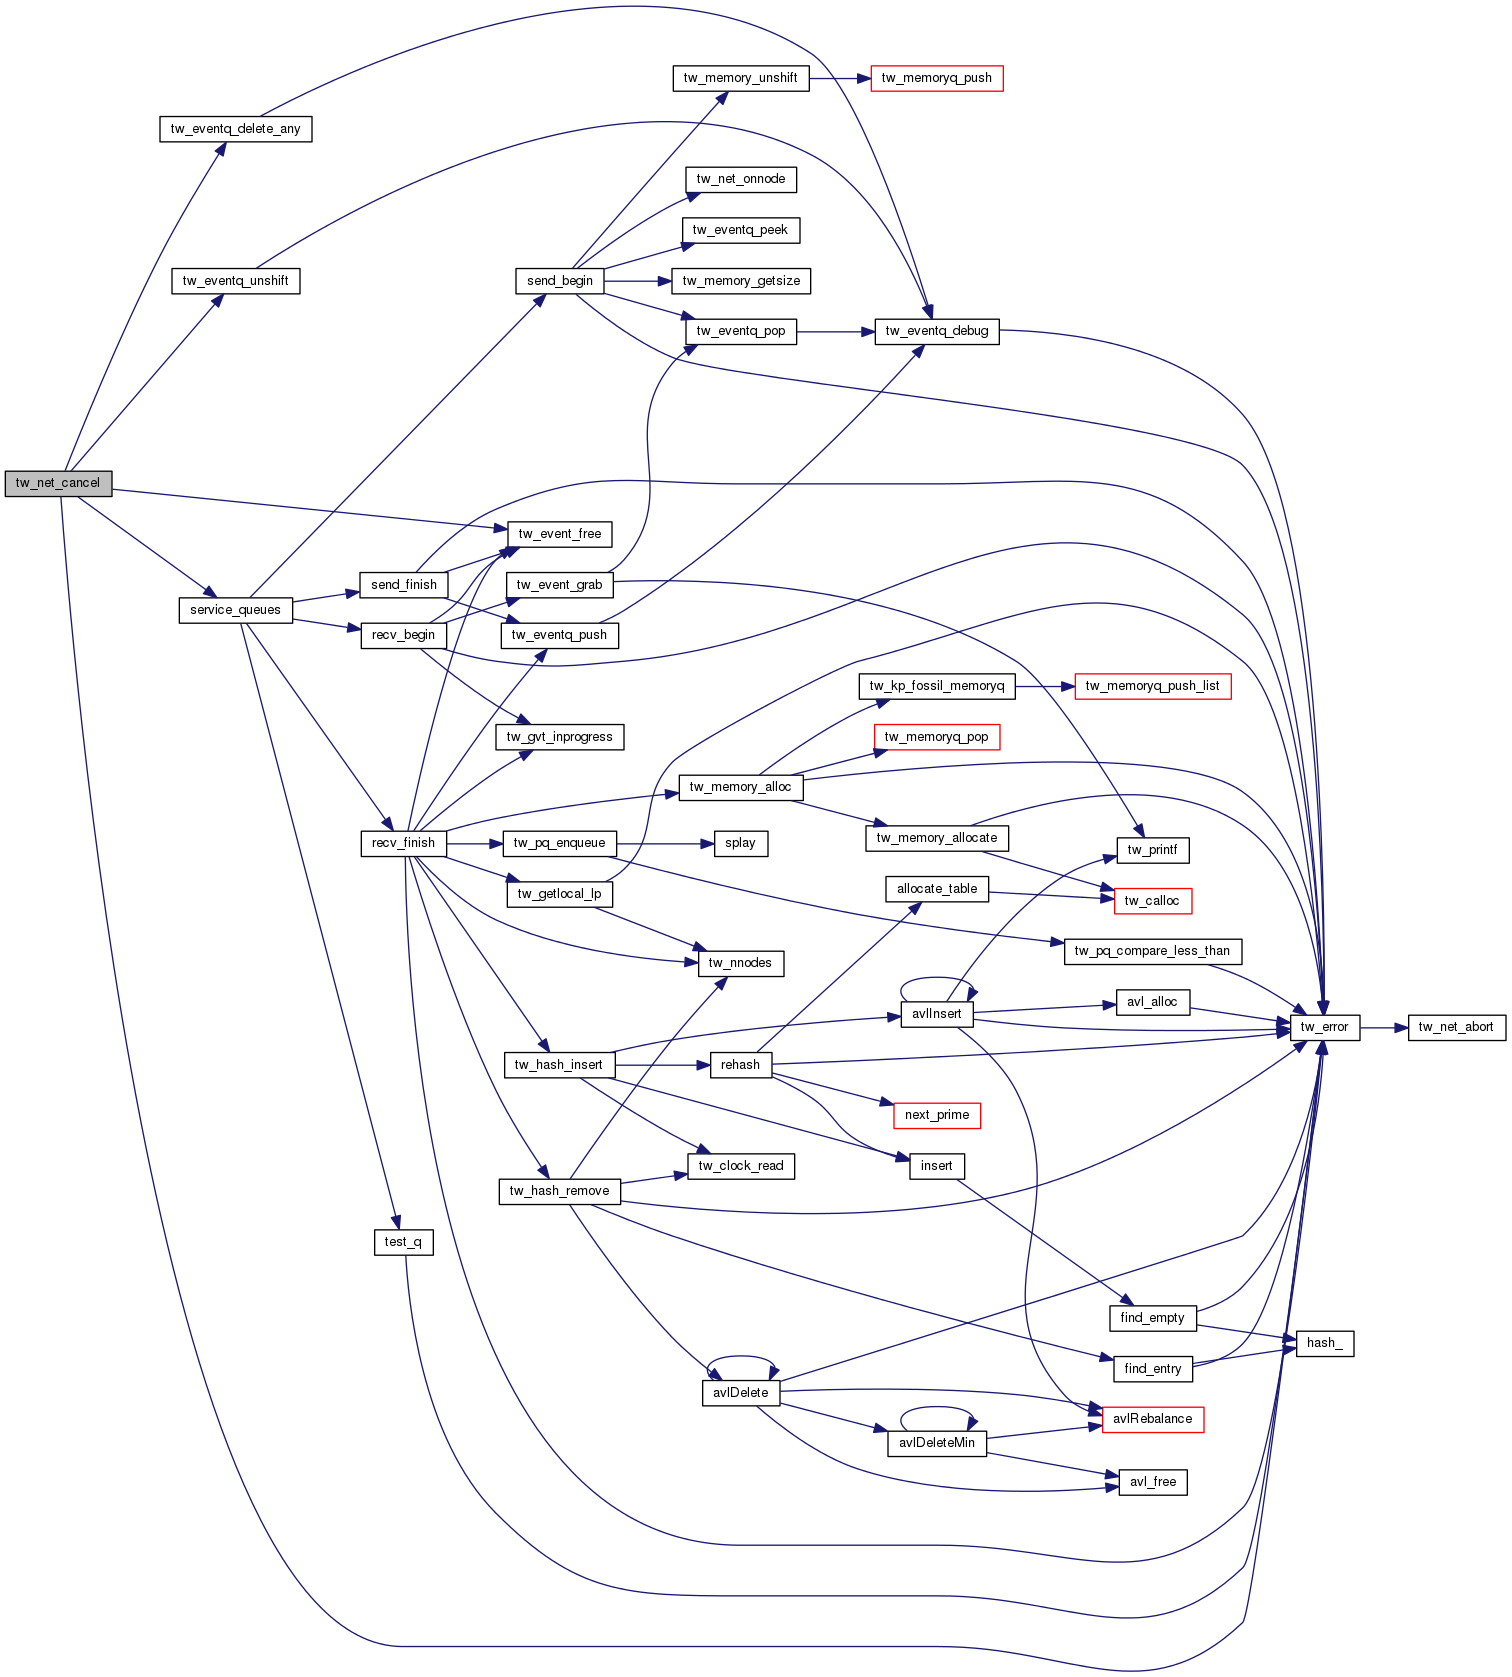 tw_memory_unshift
tw_memoryq_push
tw_eventq_delete_any
tw_net_onnode
tw_eventq_peek
tw_eventq_unshift
send_begin
tw_memory_getsize
tw_eventq_pop
tw_eventq_debug
tw_net_cancel
tw_event_free
send_finish
tw_event_grab
service_queues
recv_begin
tw_eventq_push
tw_kp_fossil_memoryq
tw_memoryq_push_list
tw_gvt_inprogress
tw_memoryq_pop
tw_memory_alloc
recv_finish
tw_pq_enqueue
splay
tw_memory_allocate
tw_printf
tw_getlocal_lp
allocate_table
tw_calloc
tw_nnodes
tw_pq_compare_less_than
avlInsert
avl_alloc
tw_error
tw_net_abort
tw_hash_insert
rehash
next_prime
tw_clock_read
insert
tw_hash_remove
test_q
find_empty
hash_
find_entry
avlDelete
avlRebalance
avlDeleteMin
avl_free